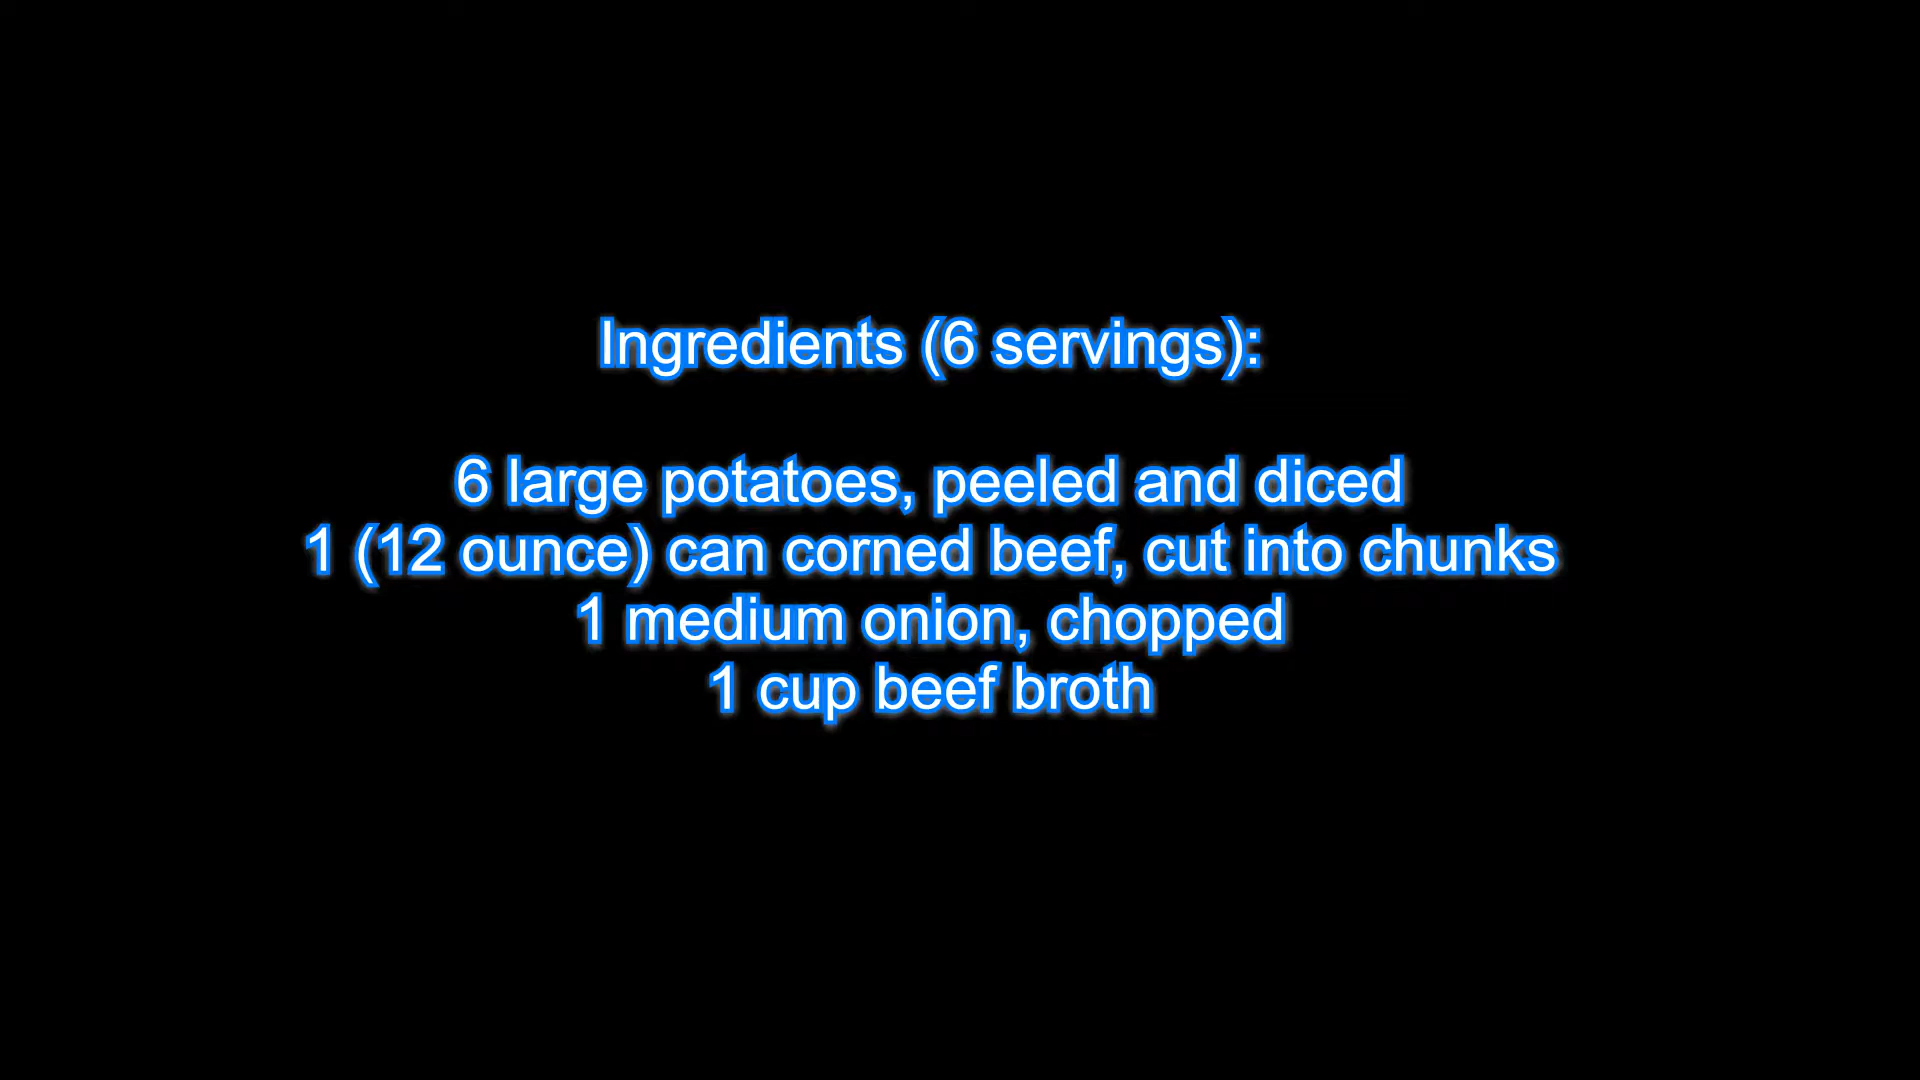 Ingredients (6 servings):
6 large potatoes, peeled and diced
1 (12 ounce) can corned beef, cut into chunks
1 medium onion, chopped
1 cup beef broth